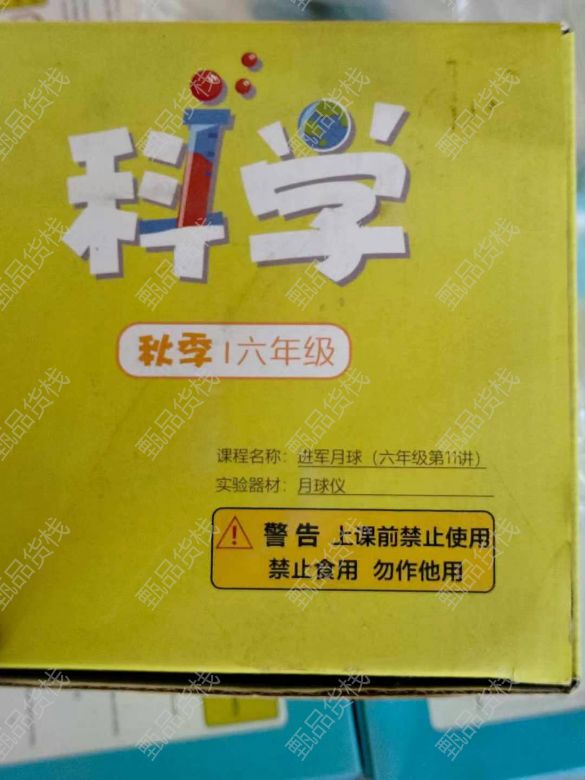 科学
秋季 | 六年级
课程名称：进军月球（六年级第11讲）
实验器材：月球仪
警告 上课前禁止使用
禁止食用 勿作他用
甄品货栈